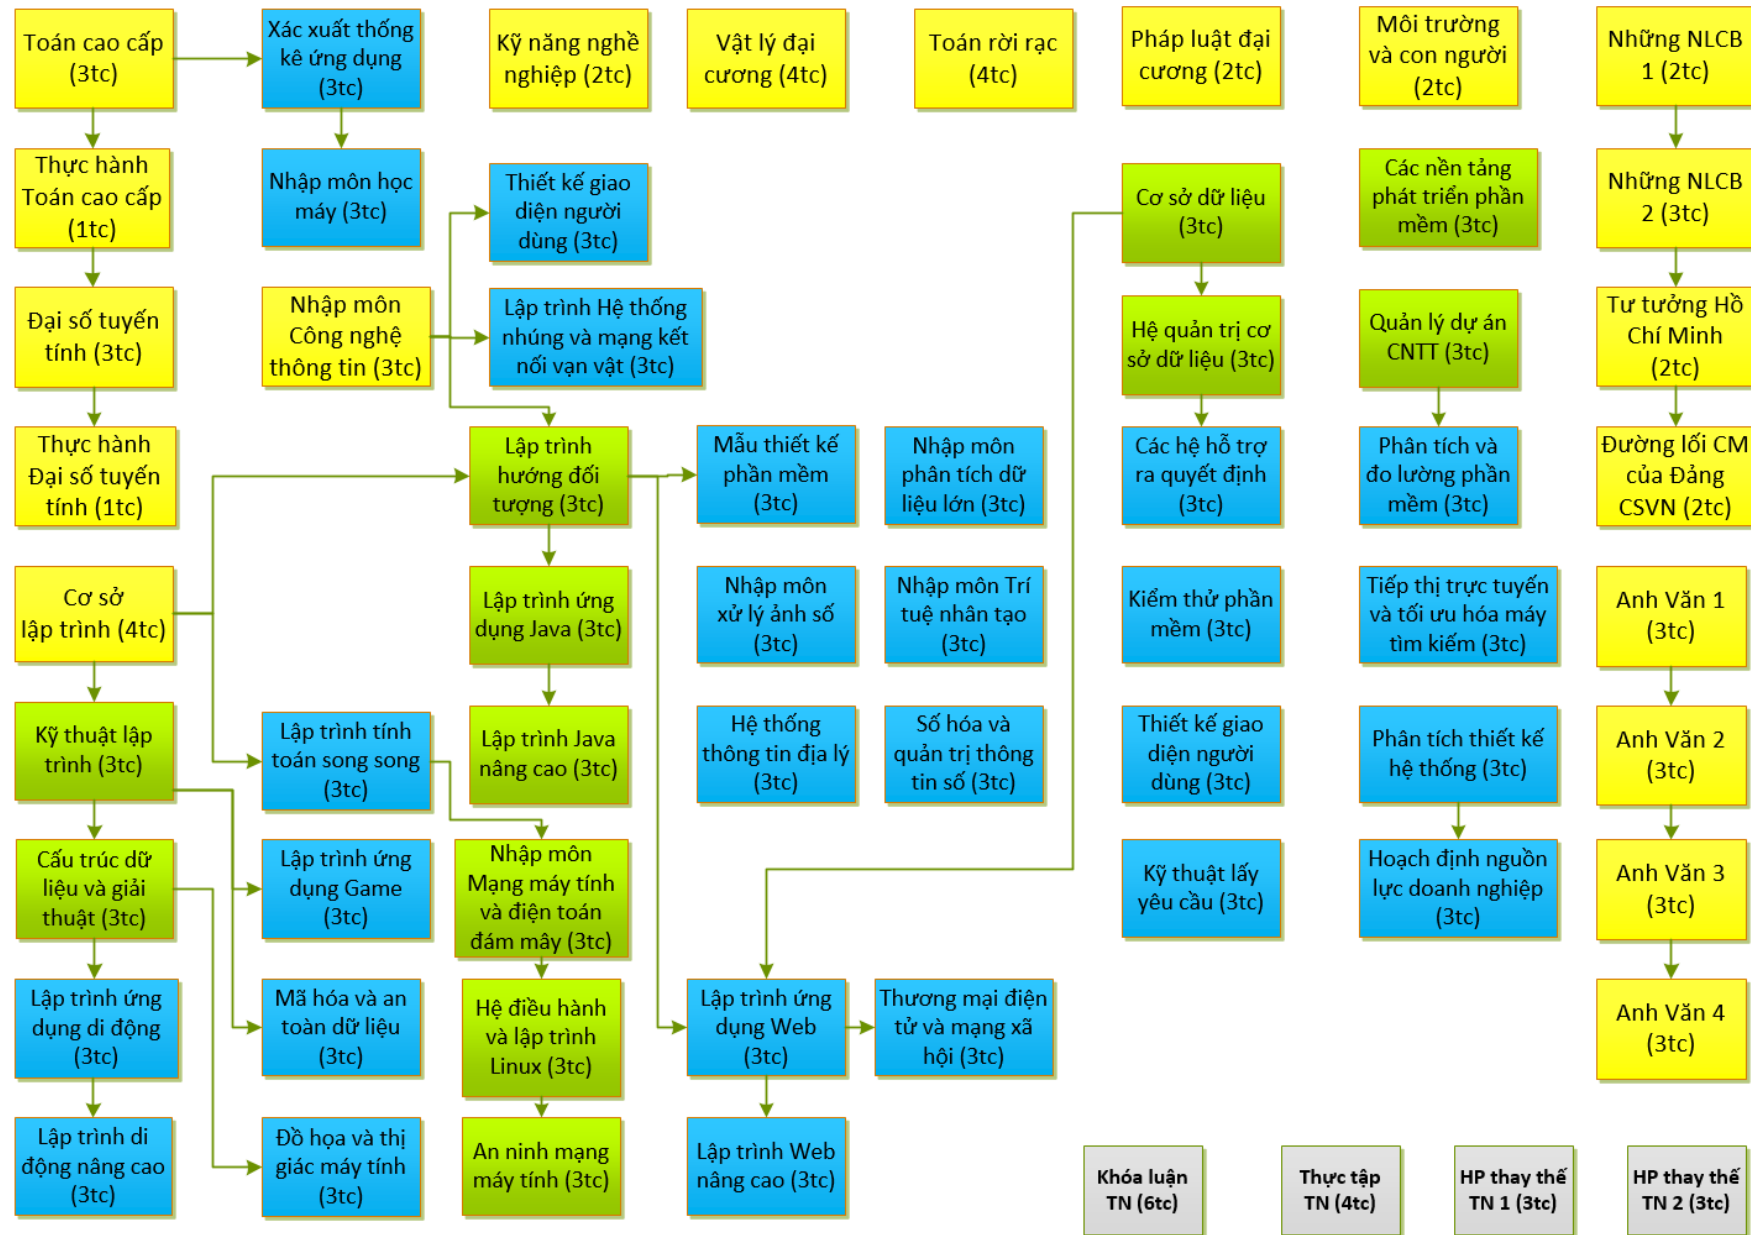 Toán cao cấp
(3tc)
Xác xuất thống
kê ứng dụng
(3tc)
Kỹ năng nghề
nghiệp (2tc)
Vật lý đại
cương (4tc)
Toán rời rạc
(4tc)
Pháp luật đại
cương (2tc)
Môi trường
và con người
(2tc)
Những NLCB
1 (2tc)
Thực hành
Toán cao cấp
(1tc)
Nhập môn học
máy (3tc)
Thiết kế giao
diện người
dùng (3tc)
Cơ sở dữ liệu
(3tc)
Các nền tảng
phát triển phần
mềm (3tc)
Những NLCB
2 (3tc)
Đại số tuyến
tính (3tc)
Nhập môn
Công nghệ
thông tin (3tc)
Lập trình Hệ thống
nhúng và mạng kết
nối vạn vật (3tc)
Hệ quản trị cơ
sở dữ liệu (3tc)
Quản lý dự án
CNTT (3tc)
Tư tưởng Hồ
Chí Minh
(2tc)
Thực hành
Đại số tuyến
tính (1tc)
Lập trình
hướng đối
tượng (3tc)
Mẫu thiết kế
phần mềm
(3tc)
Nhập môn
phân tích dữ
liệu lớn (3tc)
Các hệ hỗ trợ
ra quyết định
(3tc)
Phân tích và
đo lường phần
mềm (3tc)
Đường lối CM
của Đảng
CSVN (2tc)
Cơ sở
lập trình (4tc)
Lập trình ứng
dụng Java (3tc)
Nhập môn
xử lý ảnh số
(3tc)
Nhập môn Trí
tuệ nhân tạo
(3tc)
Kiểm thử phần
mềm (3tc)
Tiếp thị trực tuyến
và tối ưu hóa máy
tìm kiếm (3tc)
Anh Văn 1
(3tc)
Kỹ thuật lập
trình (3tc)
Lập trình tính
toán song song
(3tc)
Lập trình Java
nâng cao (3tc)
Hệ thống
thông tin địa lý
(3tc)
Số hóa và
quản trị thông
tin số (3tc)
Thiết kế giao
diện người
dùng (3tc)
Phân tích thiết kế
hệ thống (3tc)
Anh Văn 2
(3tc)
Cấu trúc dữ
liệu và giải
thuật (3tc)
Lập trình ứng
dụng Game
(3tc)
Nhập môn
Mạng máy tính
và điện toán
đám mây (3tc)
Kỹ thuật lấy
yêu cầu (3tc)
Hoạch định nguồn
lực doanh nghiệp
(3tc)
Anh Văn 3
(3tc)
Lập trình ứng
dụng di động
(3tc)
Mã hóa và an
toàn dữ liệu
(3tc)
Hệ điều hành
và lập trình
Linux (3tc)
Lập trình ứng
dụng Web
(3tc)
Thương mại điện
tử và mạng xã
hội (3tc)
Anh Văn 4
(3tc)
Lập trình di
động nâng cao
(3tc)
Đồ họa và thị
giác máy tính
(3tc)
An ninh mạng
máy tính (3tc)
Lập trình Web
nâng cao (3tc)
Khóa luận
TN (6tc)
Thực tập
TN (4tc)
HP thay thế
TN 1 (3tc)
HP thay thế
TN 2 (3tc)